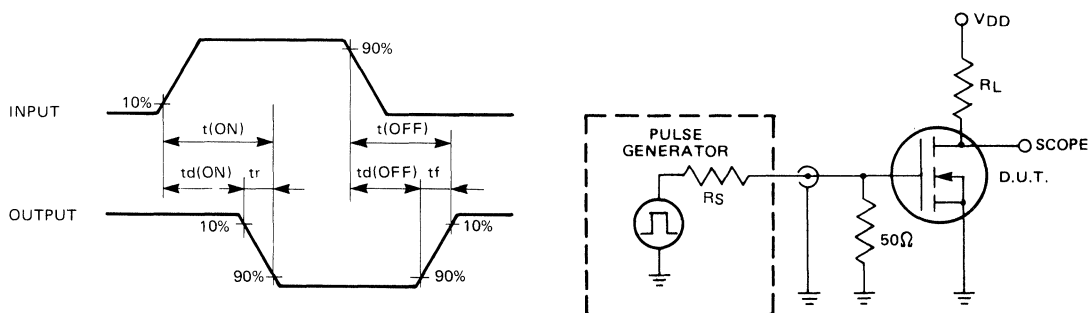 INPUT
10%
90%
t(ON)
t(OFF)
td(ON)
tr
td(OFF)
tf
OUTPUT
10%
90%
90%
10%
PULSE
GENERATOR
RS
50Ω
VDD
RL
SCOPE
D.U.T.